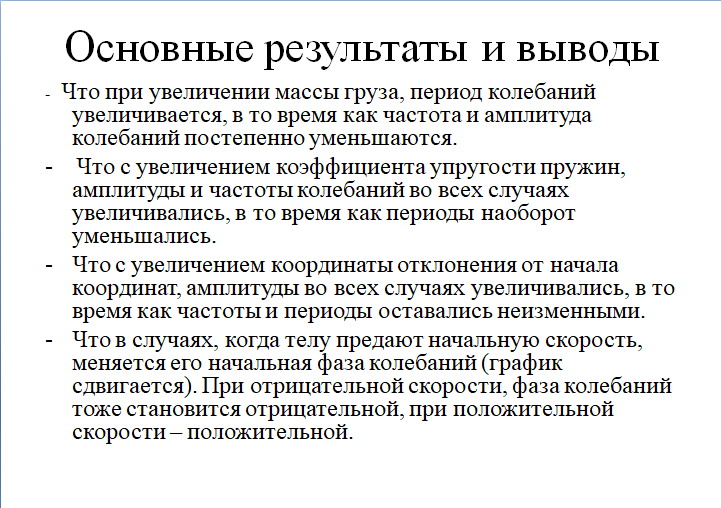 Основные результаты и выводы
- Что при увеличении массы груза, период колебаний
увеличивается, в то время как частота и амплитуда
колебаний постепенно уменьшаются.
- Что с увеличением коэффициента упругости пружин,
амплитуды и частоты колебаний во всех случаях
увеличивались, в то время как периоды наоборот
уменьшались.
- Что с увеличением координаты отклонения от начала
координат, амплитуды во всех случаях увеличивались, в то
время как частоты и периоды оставались неизменными.
- Что в случаях, когда телу предают начальную скорость,
меняется его начальная фаза колебаний (график
сдвигается). При отрицательной скорости, фаза колебаний
тоже становится отрицательной, при положительной
скорости – положительной.